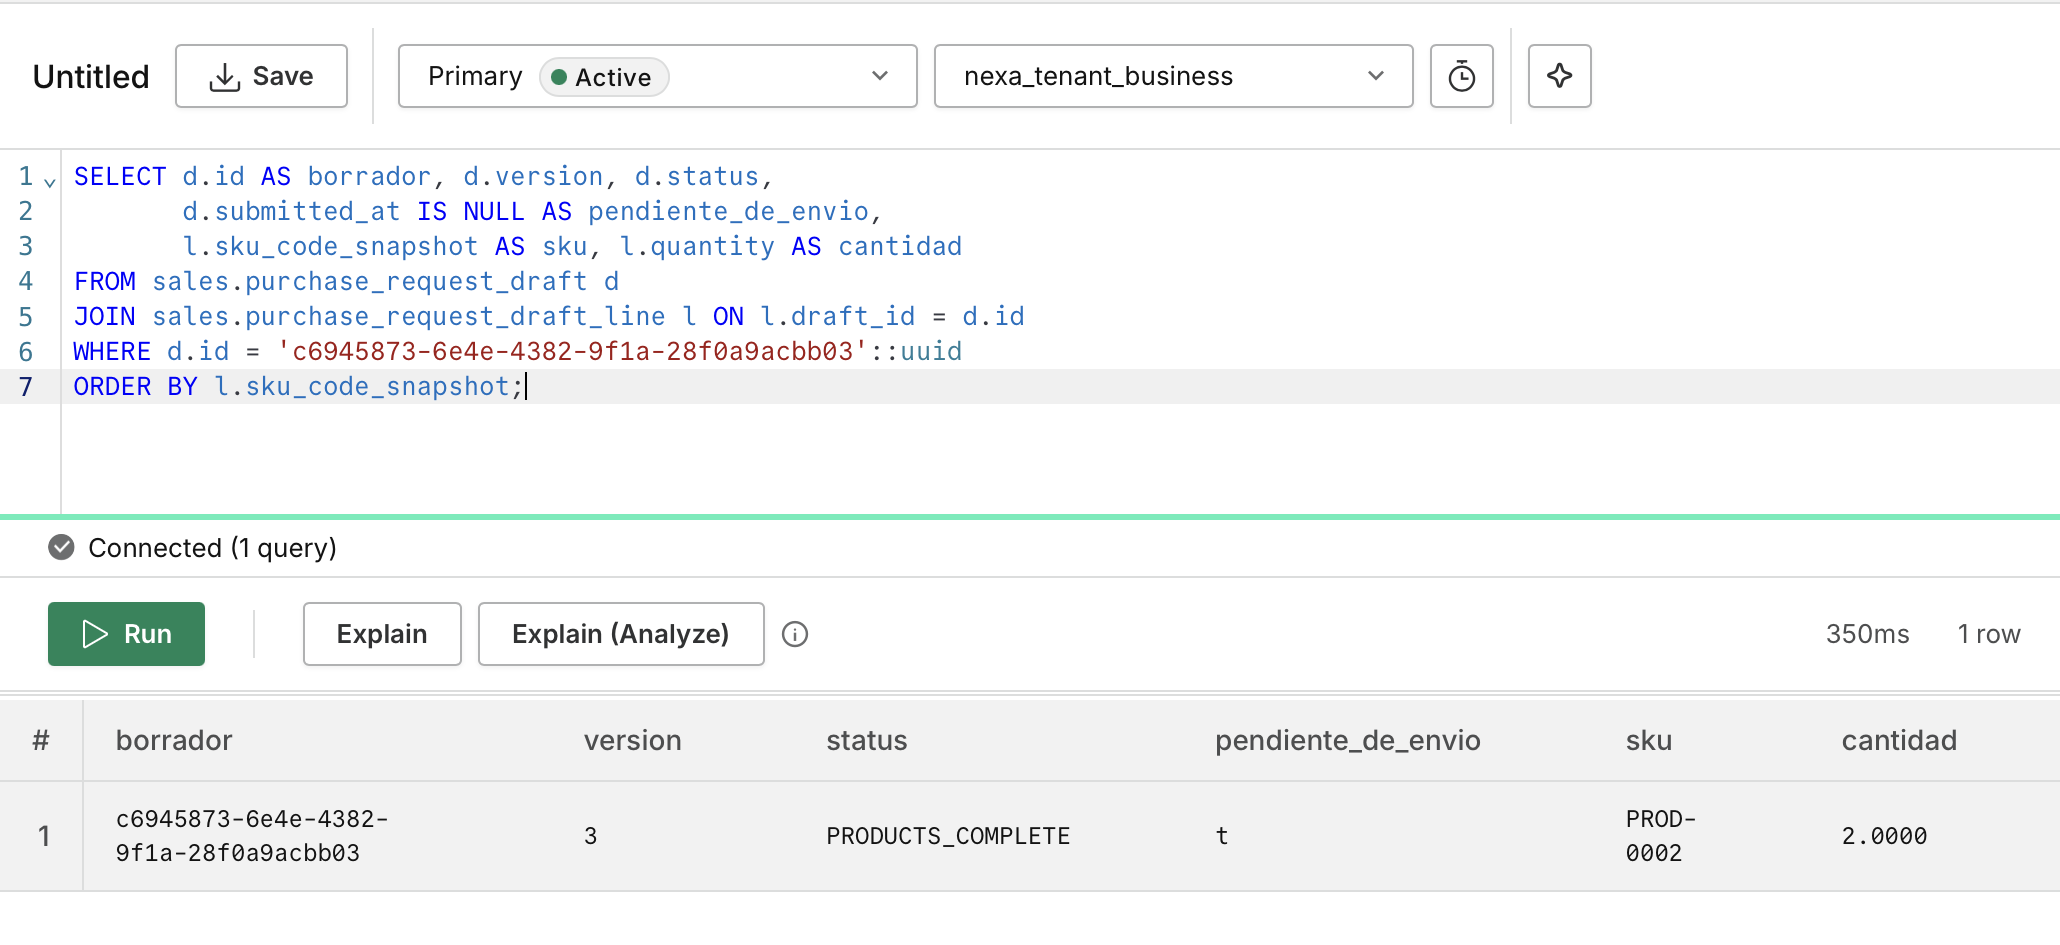 Untitled
Save
Primary
Active
nexa_tenant_business
1 SELECT d.id AS borrador, d.version, d.status,
2 d.submitted_at IS NULL AS pendiente_de_envio,
3 l.sku_code_snapshot AS sku, l.quantity AS cantidad
4 FROM sales.purchase_request_draft d
5 JOIN sales.purchase_request_draft_line l ON l.draft_id = d.id
6 WHERE d.id = 'c6945873-6e4e-4382-9f1a-28f0a9acbb03'::uuid
7 ORDER BY l.sku_code_snapshot;
Connected (1 query)
Run
Explain
Explain (Analyze)
350ms
1 row
# borrador version status pendiente_de_envio sku cantidad
1 c6945873-6e4e-4382-
9f1a-28f0a9acbb03 3 PRODUCTS_COMPLETE t PROD-
0002 2.0000